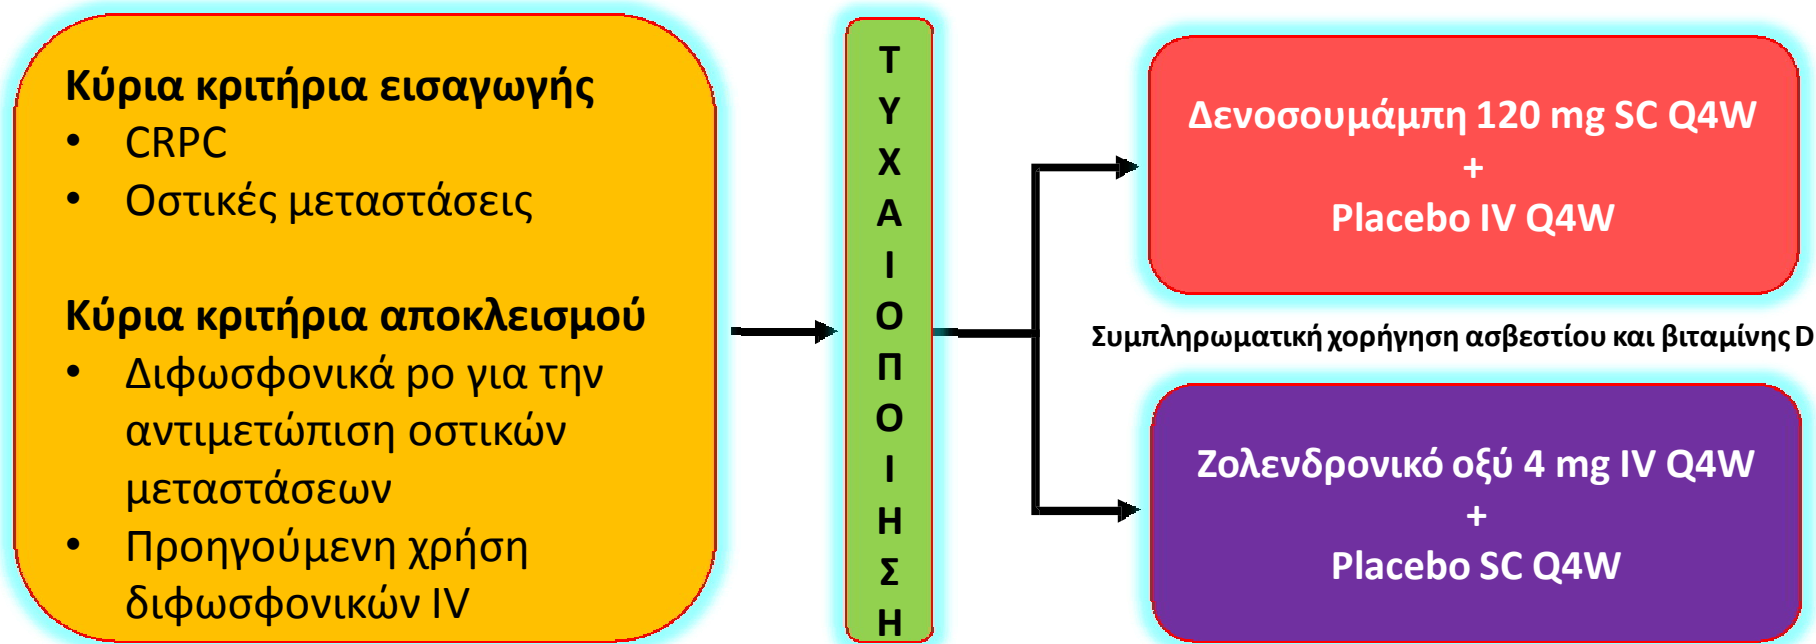 Κύρια κριτήρια εισαγωγής
• CRPC
• Οστικές μεταστάσεις
Κύρια κριτήρια αποκλεισμού
• Διφωσφονικά po για την
αντιμετώπιση οστικών
μεταστάσεων
• Προηγούμενη χρήση
διφωσφονικών IV
Τ
Υ
Χ
Α
Ι
Ο
Π
Ο
Ι
Η
Σ
Η
Δενοσουμάμπη 120 mg SC Q4W
+
Placebo IV Q4W
Συμπληρωματική χορήγηση ασβεστίου και βιταμίνης D
Ζολενδρονικό οξύ 4 mg IV Q4W
+
Placebo SC Q4W